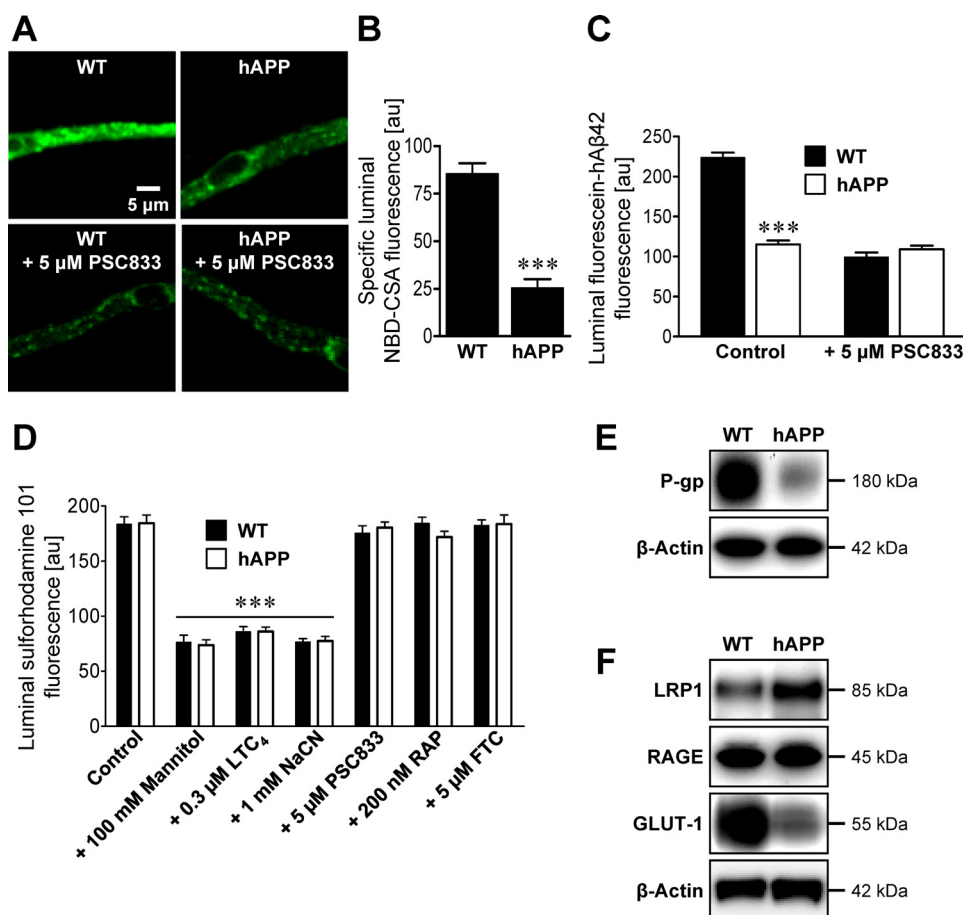 A
WT
hAPP
5 µm
WT
+ 5 µM PSC833
hAPP
+ 5 µM PSC833
B
Specific luminal
NBD-CSA fluorescence [au]
100
75
50
25
0
***
WT
hAPP
C
Luminal fluorescein-hAβ42
fluorescence [au]
250
200
150
100
50
0
WT
hAPP
***
Control
+ 5 µM PSC833
D
Luminal sulforhodamine 101
fluorescence [au]
200
150
100
50
0
WT
hAPP
***
Control
+ 100 mM Mannitol
+ 0.3 µM LTC₄
+ 1 mM NaCN
+ 5 µM PSC833
+ 200 mM RAP
+ 5 µM FTC
E
WT hAPP
P-gp 180 kDa
β-Actin 42 kDa
F
WT hAPP
LRP1 85 kDa
RAGE 45 kDa
GLUT-1 55 kDa
β-Actin 42 kDa